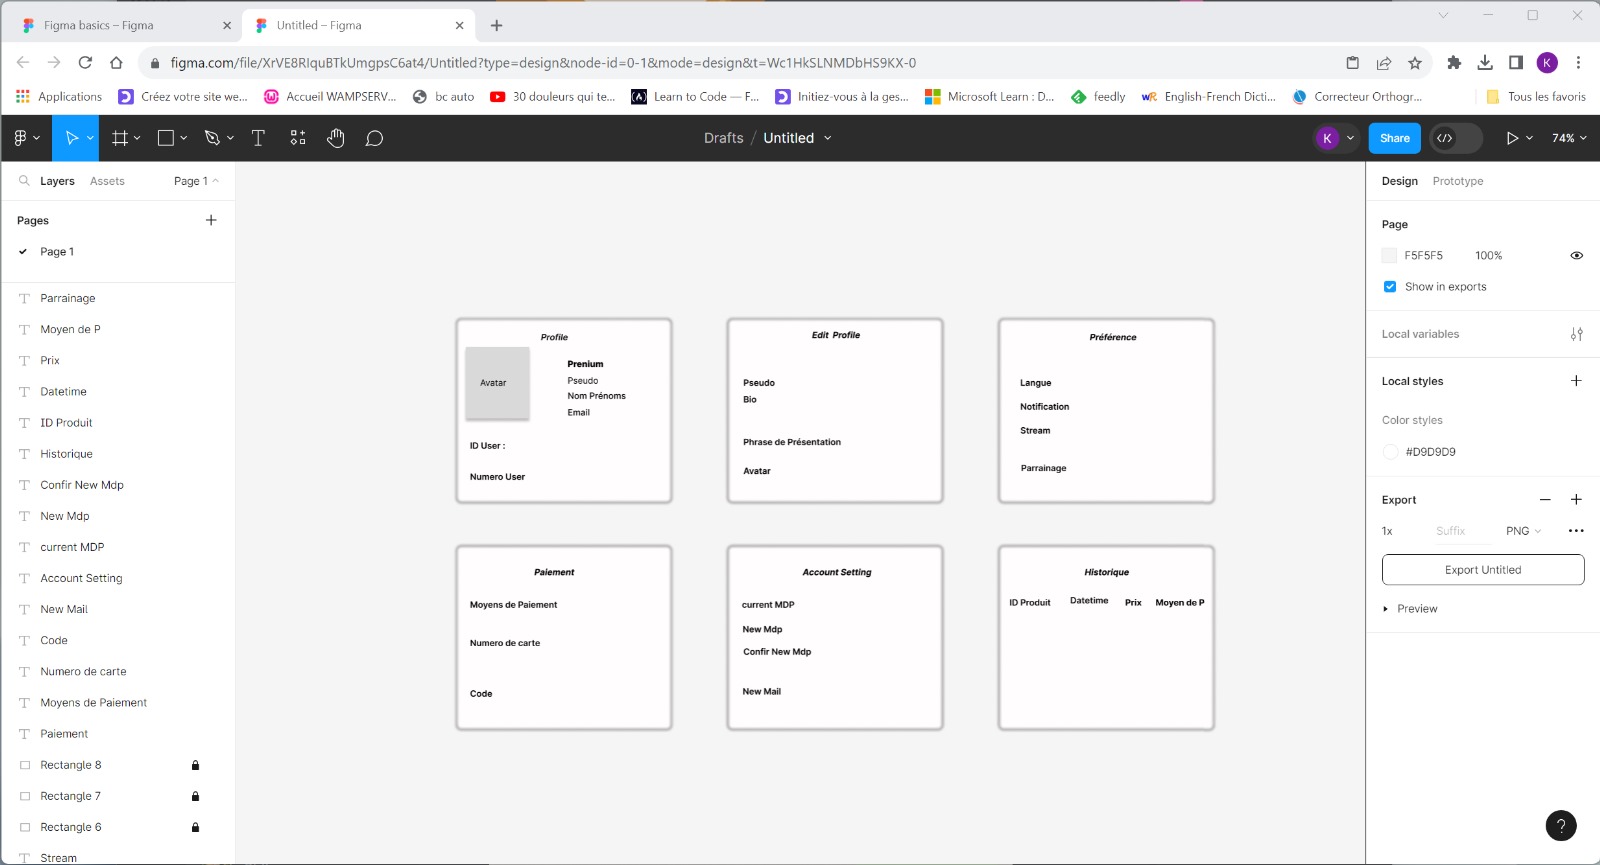 Figma basics – Figma
Untitled – Figma
figma.com/file/XrVE8RIquBTkUmgpsC6at4/Untitled?type=design&node-id=0-1&mode=design&t=Wc1HkSLNMDbHS9KX-0
K
Applications
Créez votre site we...
Accueil WAMPSERV...
bc auto
30 douleurs qui te...
Learn to Code — F...
Initiez-vous à la ges...
Microsoft Learn : D...
feedly
English-French Dicti...
Correcteur Orthogr...
Tous les favoris
Drafts / Untitled
K
Share
74%
Layers
Assets
Page 1
Pages
Page 1
Parrainage
Moyen de P
Prix
Datetime
ID Produit
Historique
Confir New Mdp
New Mdp
current MDP
Account Setting
New Mail
Code
Numero de carte
Moyens de Paiement
Paiement
Rectangle 8
Rectangle 7
Rectangle 6
Stream
Profile
Avatar
Prenium
Pseudo
Nom Prénoms
Email
ID User :
Numero User
Edit Profile
Pseudo
Bio
Phrase de Présentation
Avatar
Préférence
Langue
Notification
Stream
Parrainage
Paiement
Moyens de Paiement
Numero de carte
Code
Account Setting
current MDP
New Mdp
Confir New Mdp
New Mail
Historique
ID Produit Datetime Prix Moyen de P
Design
Prototype
Page
F5F5F5 100%
Show in exports
Local variables
Local styles
Color styles
#D9D9D9
Export
1x Suffix PNG
Export Untitled
Preview
?